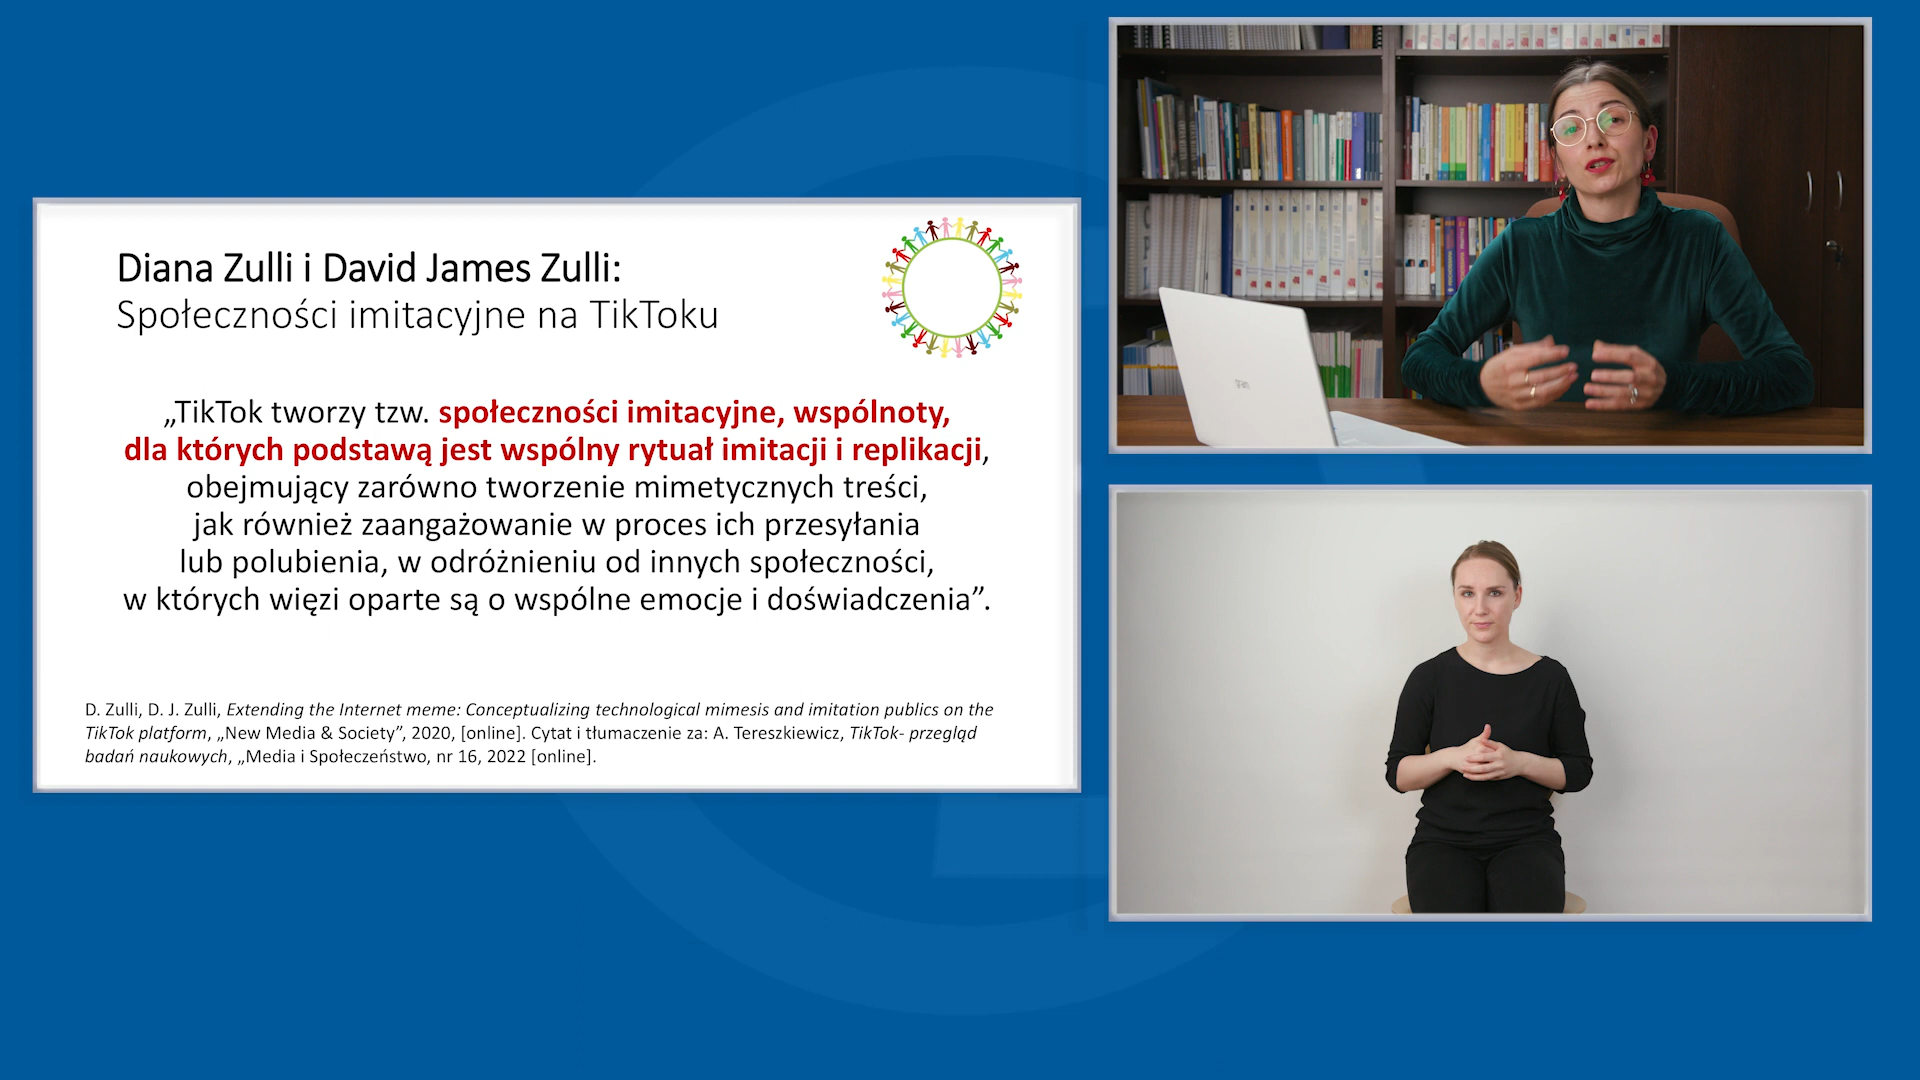 Diana Zulli i David James Zulli:
Społeczności imitacyjne na TikToku
„TikTok tworzy tzw. społeczności imitacyjne, wspólnoty,
dla których podstawą jest wspólny rytuał imitacji i replikacji,
obejmujący zarówno tworzenie mimetycznych treści,
jak również zaangażowanie w proces ich przesyłania
lub polubienia, w odróżnieniu od innych społeczności,
w których więzi oparte są o wspólne emocje i doświadczenia”.
D. Zulli, D. J. Zulli, Extending the Internet meme: Conceptualizing technological mimesis and imitation publics on the
TikTok platform, „New Media & Society”, 2020, [online]. Cytat i tłumaczenie za: A. Tereszkiewicz, TikTok- przegląd
badań naukowych, „Media i Społeczeństwo, nr 16, 2022 [online].
gram